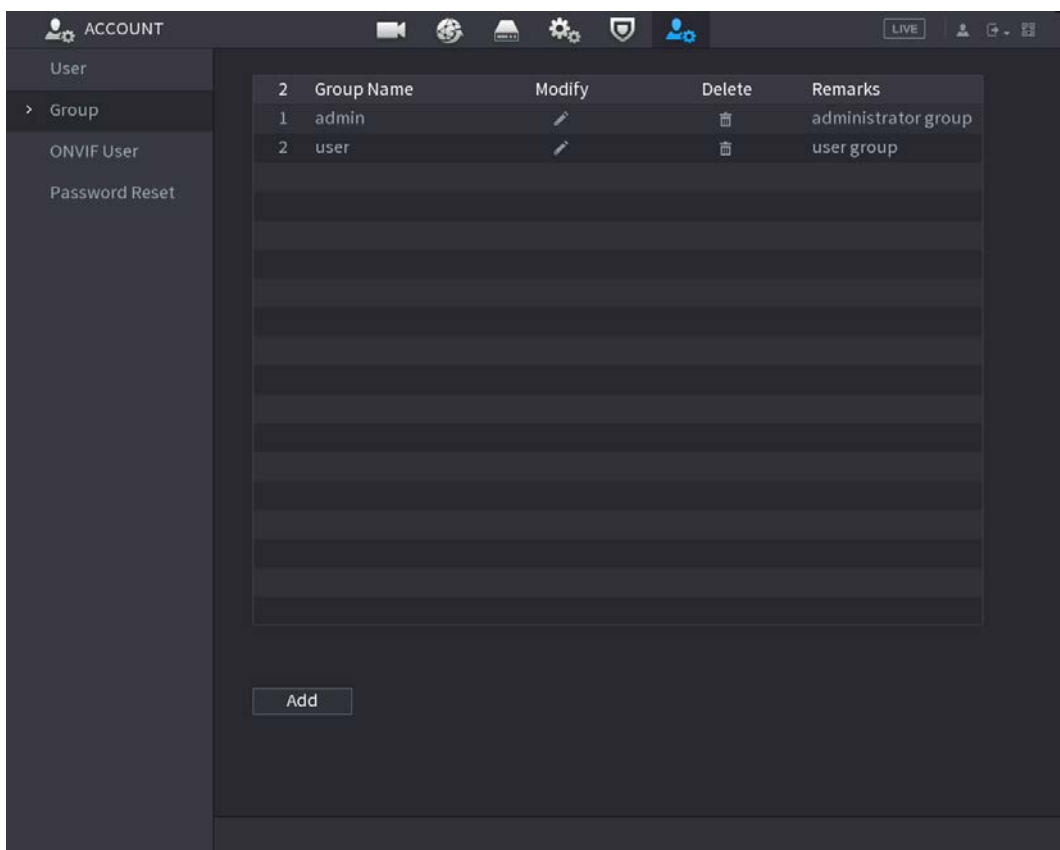 ACCOUNT LIVE
User
Group
ONVIF User
Password Reset
2 Group Name Modify Delete Remarks
1 admin administrator group
2 user user group
Add